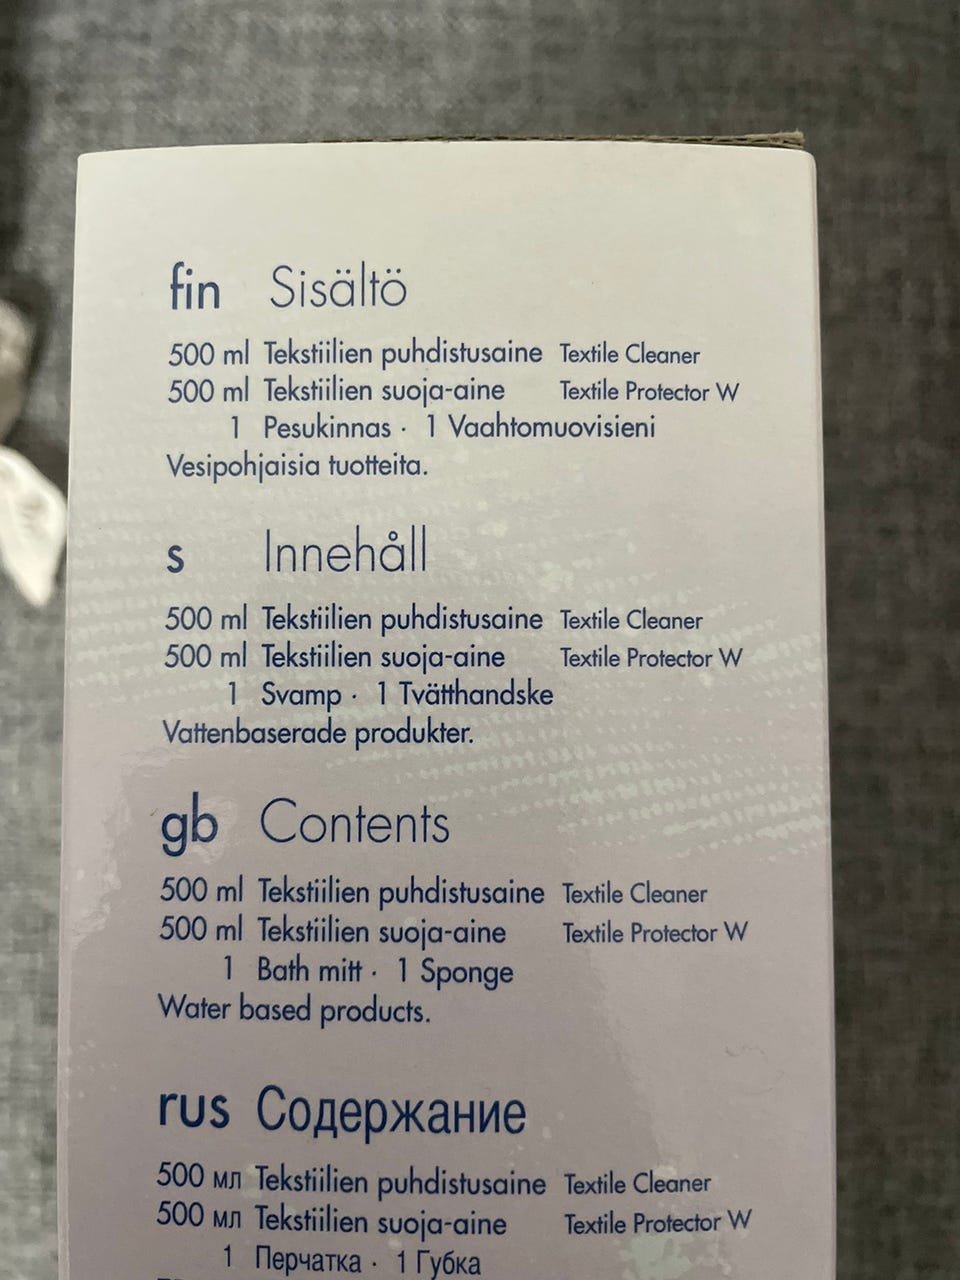 fin Sisältö
500 ml Tekstiilien puhdistusaine Textile Cleaner
500 ml Tekstiilien suoja-aine Textile Protector W
1 Pesukinnas · 1 Vaahtomuovisieni
Vesipohjaisia tuotteita.
s Innehåll
500 ml Tekstiilien puhdistusaine Textile Cleaner
500 ml Tekstiilien suoja-aine Textile Protector W
1 Svamp · 1 Tvätthandske
Vattenbaserade produkter.
gb Contents
500 ml Tekstiilien puhdistusaine Textile Cleaner
500 ml Tekstiilien suoja-aine Textile Protector W
1 Bath mitt · 1 Sponge
Water based products.
rus Содержание
500 мл Tekstiilien puhdistusaine Textile Cleaner
500 мл Tekstiilien suoja-aine Textile Protector W
1 Перчатка · 1 Губка